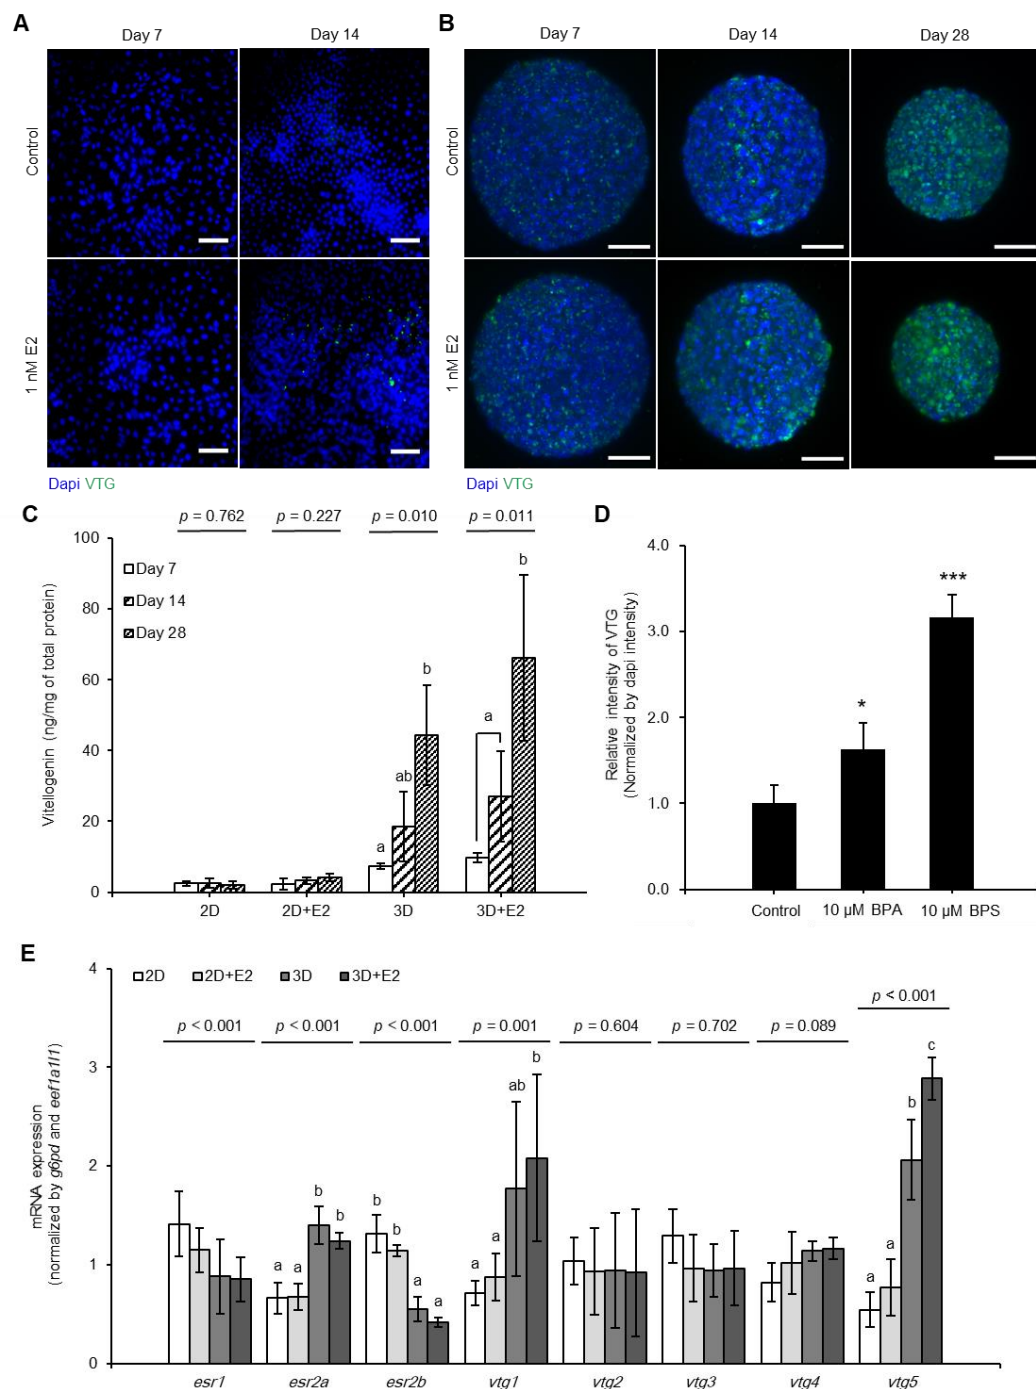 A
Day 7
Day 14
Control
1 nM E2
Dapi VTG
B
Day 7
Day 14
Day 28
Control
1 nM E2
Dapi VTG
C
p = 0.762
p = 0.227
p = 0.010
p = 0.011
Vitellogenin (ng/mg of total protein)
100
80
60
40
20
0
Day 7
Day 14
Day 28
a
ab
b
a
b
2D
2D+E2
3D
3D+E2
D
Relative intensity of VTG
(Normalized by dapi intensity)
4.0
3.0
2.0
1.0
0.0
*
***
Control
10 µM BPA
10 µM BPS
E
mRNA expression
(normalized by g6pd and eef1a1l1)
4
3
2
1
0
2D
2D+E2
3D
3D+E2
p < 0.001
p < 0.001
p < 0.001
p = 0.001
p = 0.604
p = 0.702
p = 0.089
p < 0.001
a
a
b
b
b
b
a
a
a
a
ab
b
a
a
b
c
esr1
esr2a
esr2b
vtg1
vtg2
vtg3
vtg4
vtg5